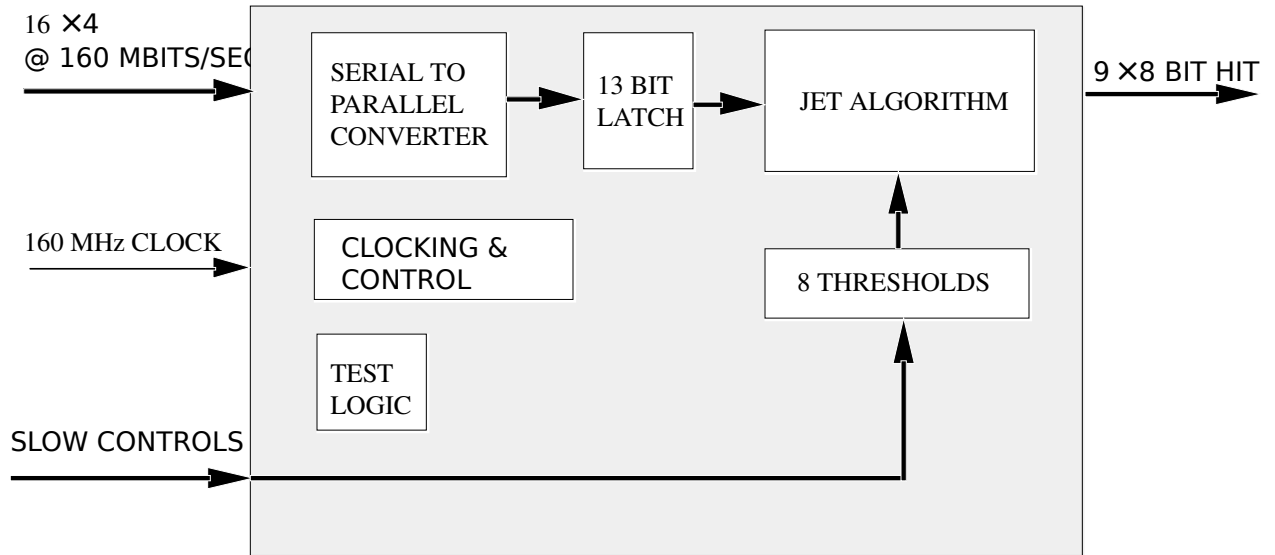 16 ×4
@ 160 MBITS/SEC
SERIAL TO
PARALLEL
CONVERTER
13 BIT
LATCH
JET ALGORITHM
9 ×8 BIT HIT
160 MHz CLOCK
CLOCKING &
CONTROL
8 THRESHOLDS
TEST
LOGIC
SLOW CONTROLS